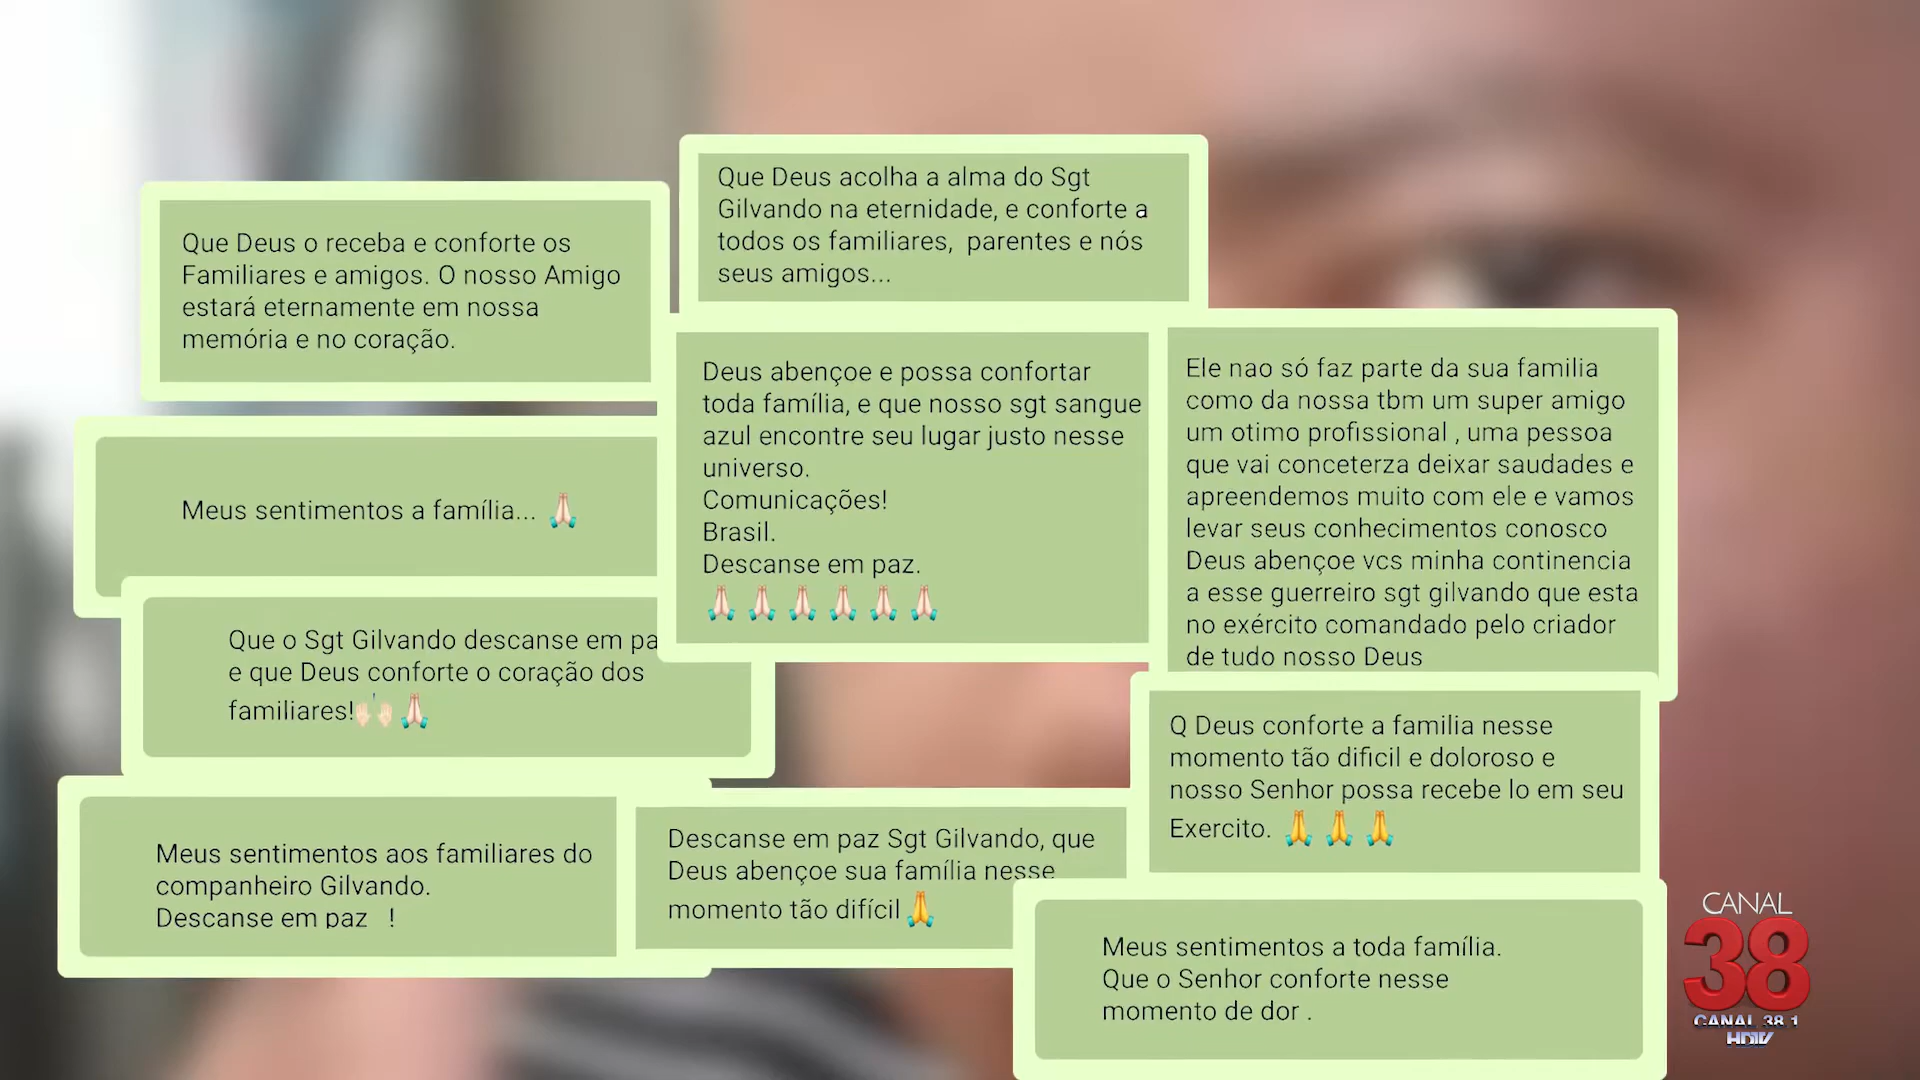 Que Deus o receba e conforte os
Familiares e amigos. O nosso Amigo
estará eternamente em nossa
memória e no coração.
Que Deus acolha a alma do Sgt
Gilvando na eternidade, e conforte a
todos os familiares,  parentes e nós
seus amigos...
Meus sentimentos a família... 🙏🏻
Deus abençoe e possa confortar
toda família, e que nosso sgt sangue
azul encontre seu lugar justo nesse
universo.
Comunicações!
Brasil.
Descanse em paz.
🙏🏻 🙏🏻 🙏🏻 🙏🏻 🙏🏻 🙏🏻
Ele nao só faz parte da sua familia
como da nossa tbm um super amigo
um otimo profissional , uma pessoa
que vai conceterza deixar saudades e
apreendemos muito com ele e vamos
levar seus conhecimentos conosco
Deus abençoe vcs minha continencia
a esse guerreiro sgt gilvando que esta
no exército comandado pelo criador
de tudo nosso Deus
Que o Sgt Gilvando descanse em pa
e que Deus conforte o coração dos
familiares!🙌🏻🙏🏻
Q Deus conforte a familia nesse
momento tão dificil e doloroso e
nosso Senhor possa recebe lo em seu
Exercito. 🙏 🙏 🙏
Meus sentimentos aos familiares do
companheiro Gilvando.
Descanse em paz   !
Descanse em paz Sgt Gilvando, que
Deus abençoe sua família nesse
momento tão difícil🙏
Meus sentimentos a toda família.
Que o Senhor conforte nesse
momento de dor .
CANAL
38
CANAL 38.1
HDTV